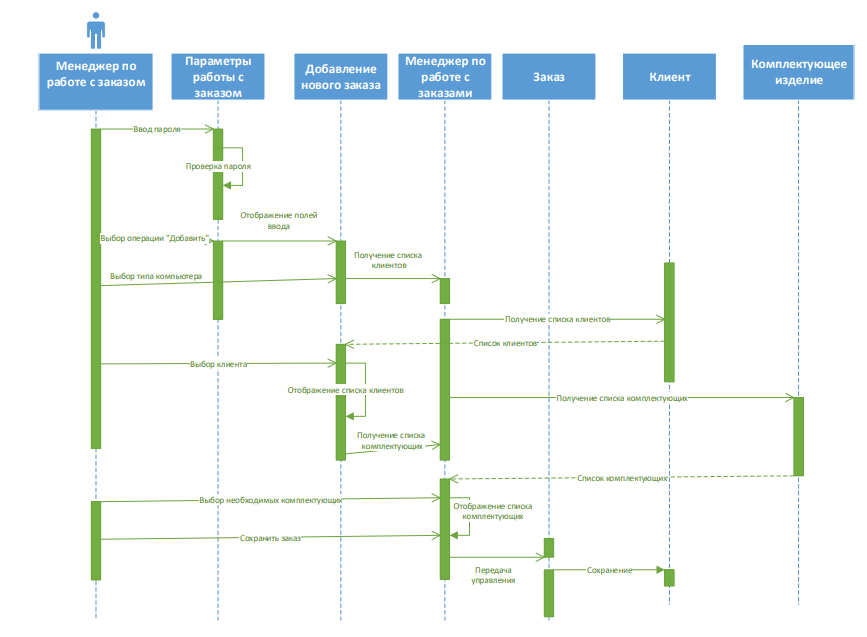 Менеджер по
работе с заказом
Параметры
работы с
заказом
Добавление
нового заказа
Менеджер по
работе с
заказами
Заказ
Клиент
Комплектующее
изделие
Ввод пароля
Проверка пароля
Отображение полей
ввода
Выбор операции "Добавить"
Получение списка
клиентов
Выбор типа компьютера
Получение списка клиентов
Список клиентов
Выбор клиента
Отображение списка клиентов
Получение списка комплектующих
Получение списка
комплектующих
Список комплектующих
Выбор необходимых комплектующих
Отображение списка
комплектующих
Сохранить заказ
Передача
управления
Сохранение